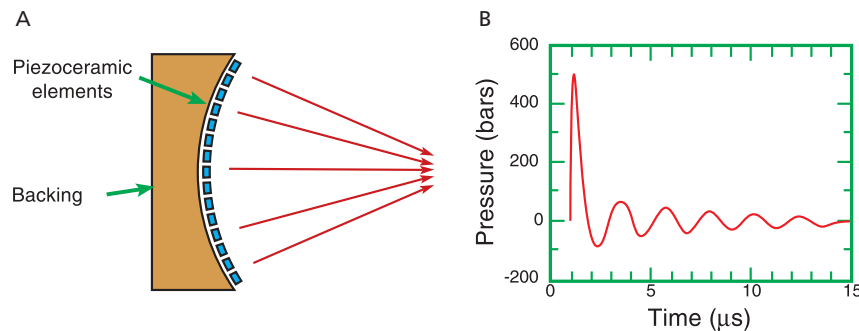 A
Piezoceramic
elements
Backing
B
600
400
200
0
-200
Pressure (bars)
0
5
10
15
Time (μs)